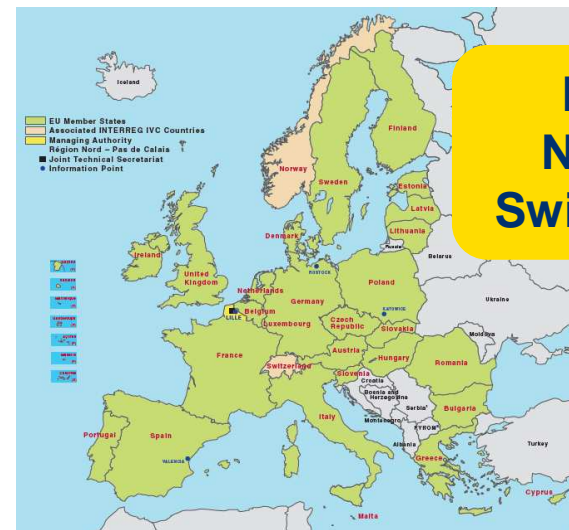 Iceland
EU Member States
Associated INTERREG IVC Countries
Managing Authority
Région Nord – Pas de Calais
Joint Technical Secretariat
Information Point
N
Swi
Norway
Sweden
Finland
Estonia
Latvia
Lithuania
Russia
Belarus
Denmark
Ireland
United
Kingdom
Netherlands
ROSTOCK
Poland
Germany
Belgium
LILLE
Luxembourg
KATOWICE
Czech
Republic
Slovakia
Ukraine
Moldova
France
Switzerland
Austria
Hungary
Romania
Slovenia
Croatia
Bosnia and
Herzegovina
Serbia
Montenegro
FYROM
Bulgaria
Albania
Italy
Portugal
Spain
VALENCIA
Greece
Turkey
Malta
Cyprus